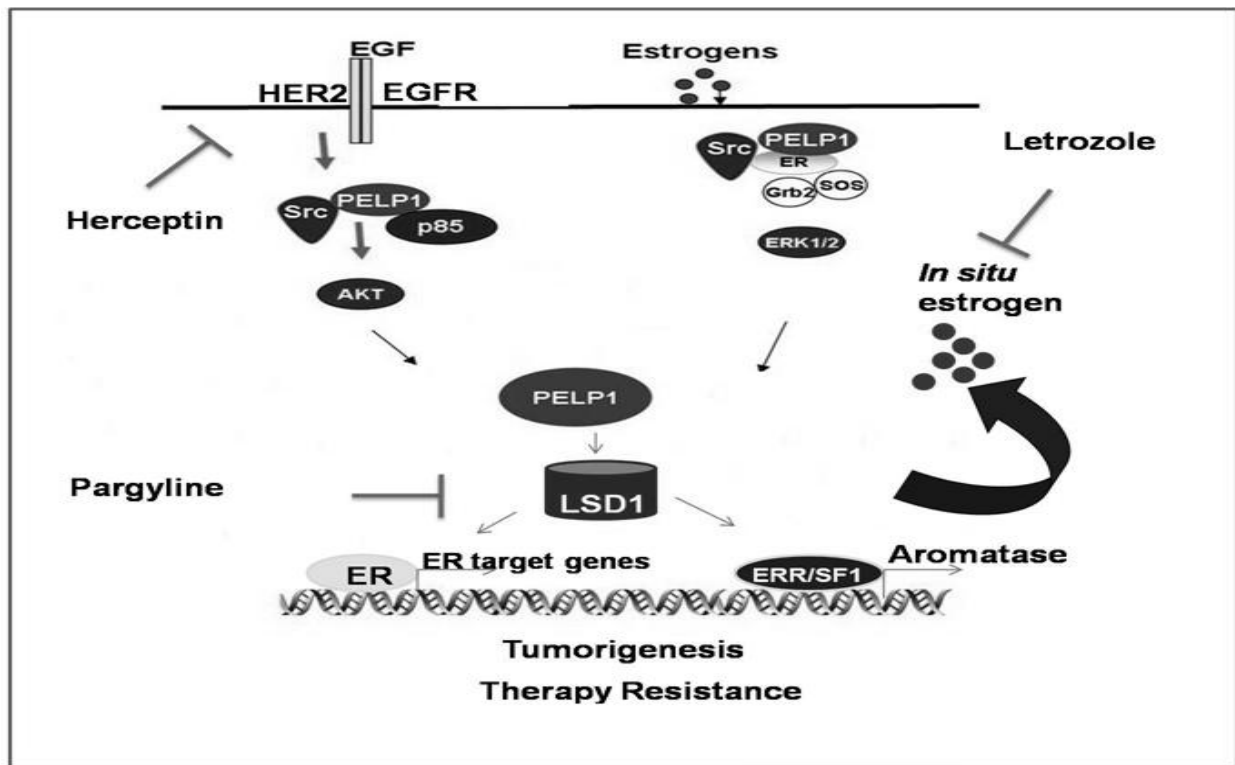 EGF
Estrogens
HER2
EGFR
Herceptin
Src
PELP1
p85
AKT
Src
PELP1
ER
Grb2
SOS
ERK1/2
Letrozole
In situ
estrogen
PELP1
Pargyline
LSD1
ER
ER target genes
ERR/SF1
Aromatase
Tumorigenesis
Therapy Resistance